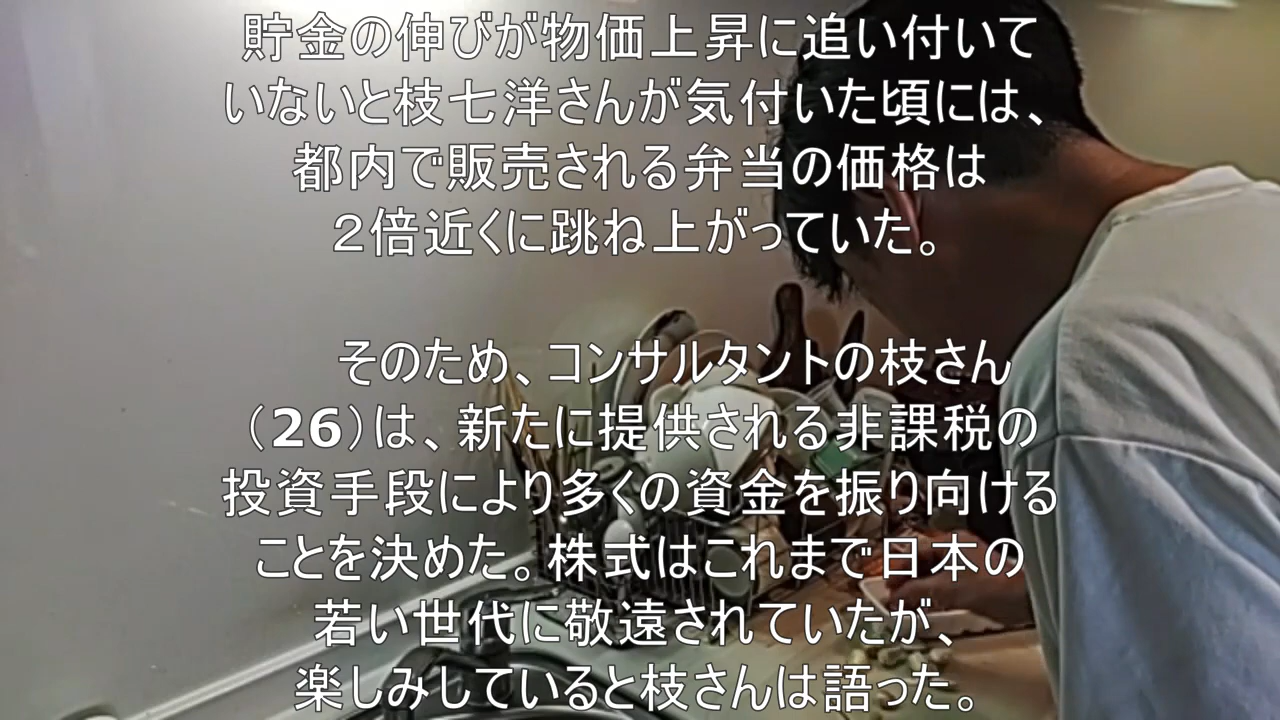 貯金の伸びが物価上昇に追い付いて
いないと枝七洋さんが気付いた頃には、
都内で販売される弁当の価格は
２倍近くに跳ね上がっていた。
そのため、コンサルタントの枝さん
（26）は、新たに提供される非課税の
投資手段により多くの資金を振り向ける
ことを決めた。株式はこれまで日本の
若い世代に敬遠されていたが、
楽しみしていると枝さんは語った。